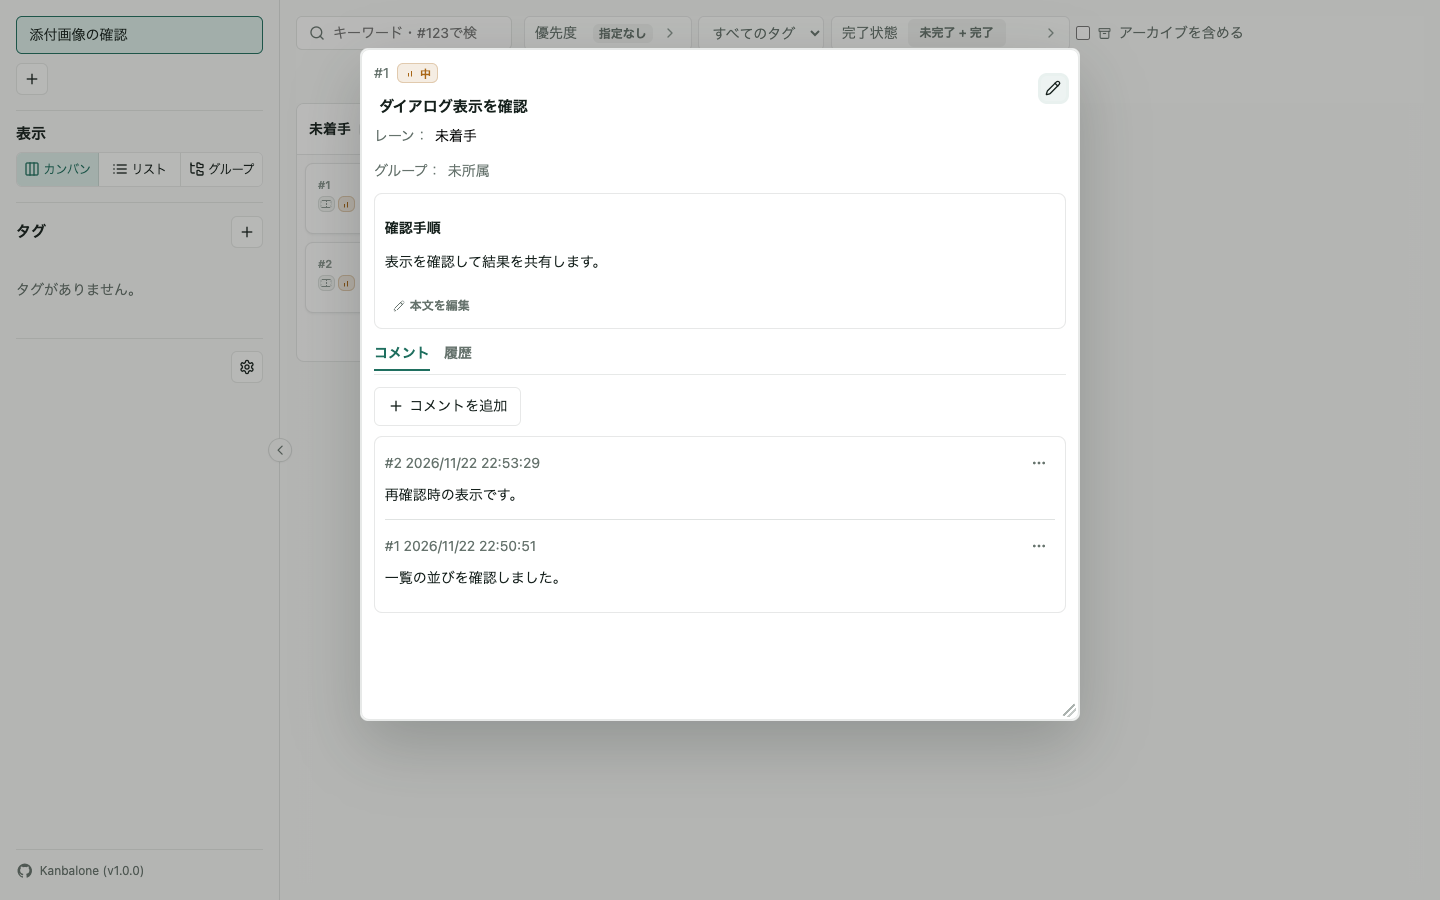 添付画像の確認
表示
カンバン
リスト
グループ
タグ
タグがありません。
Kanbalone (v1.0.0)
キーワード・#123で検
優先度 指定なし
すべてのタグ
完了状態 未完了 + 完了
アーカイブを含める
未着手
#1
#2
#1 中
ダイアログ表示を確認
レーン： 未着手
グループ： 未所属
確認手順
表示を確認して結果を共有します。
本文を編集
コメント 履歴
コメントを追加
#2 2026/11/22 22:53:29
再確認時の表示です。
#1 2026/11/22 22:50:51
一覧の並びを確認しました。